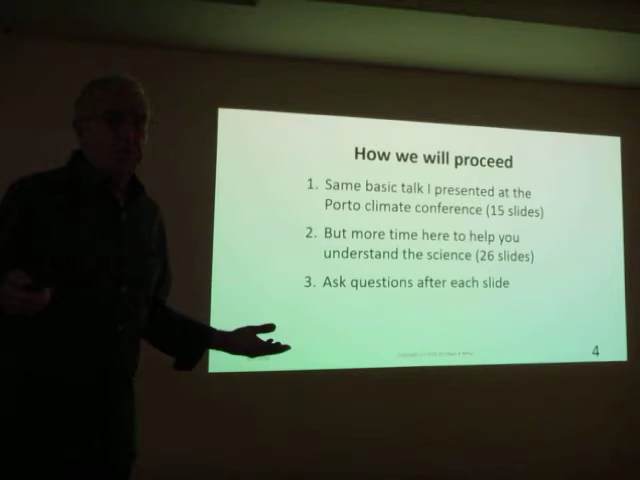 How we will proceed
1. Same basic talk I presented at the
Porto climate conference (15 slides)
2. But more time here to help you
understand the science (26 slides)
3. Ask questions after each slide
4